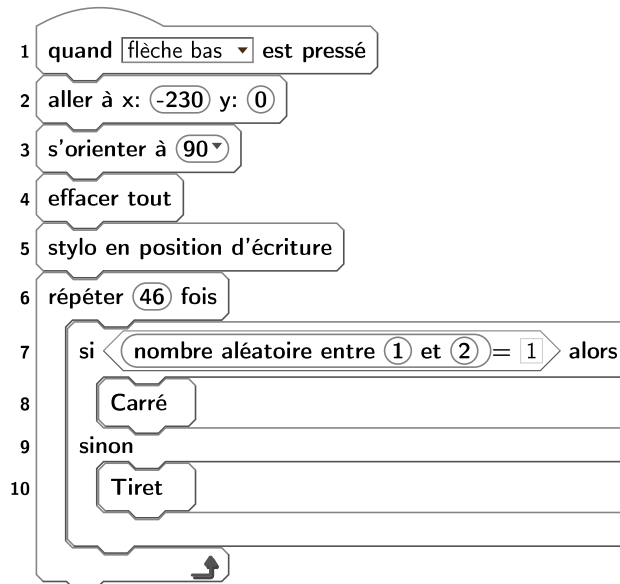 1 quand flèche bas est pressé
2 aller à x: -230 y: 0
3 s'orienter à 90
4 effacer tout
5 stylo en position d'écriture
6 répéter 46 fois
7 si nombre aléatoire entre 1 et 2 = 1 alors
8 Carré
9 sinon
10 Tiret